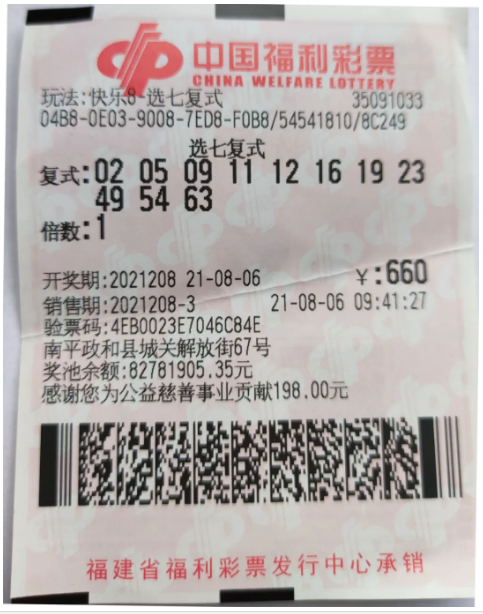 中国福利彩票
CHINA WELFARE LOTTERY
玩法:快乐8-选七复式 35091033
04B8-0E03-9008-7ED8-F0B8/54541810/8C249
选七复式
复式:02 05 09 11 12 16 19 23
49 54 63
倍数:1
开奖期:2021208 21-08-06 ￥:660
销售期:2021208-3 21-08-06 09:41:27
验票码:4EB0023E7046C84E
南平政和县城关解放街67号
奖池余额:82781905.35元
感谢您为公益慈善事业贡献198.00元
福建省福利彩票发行中心承销